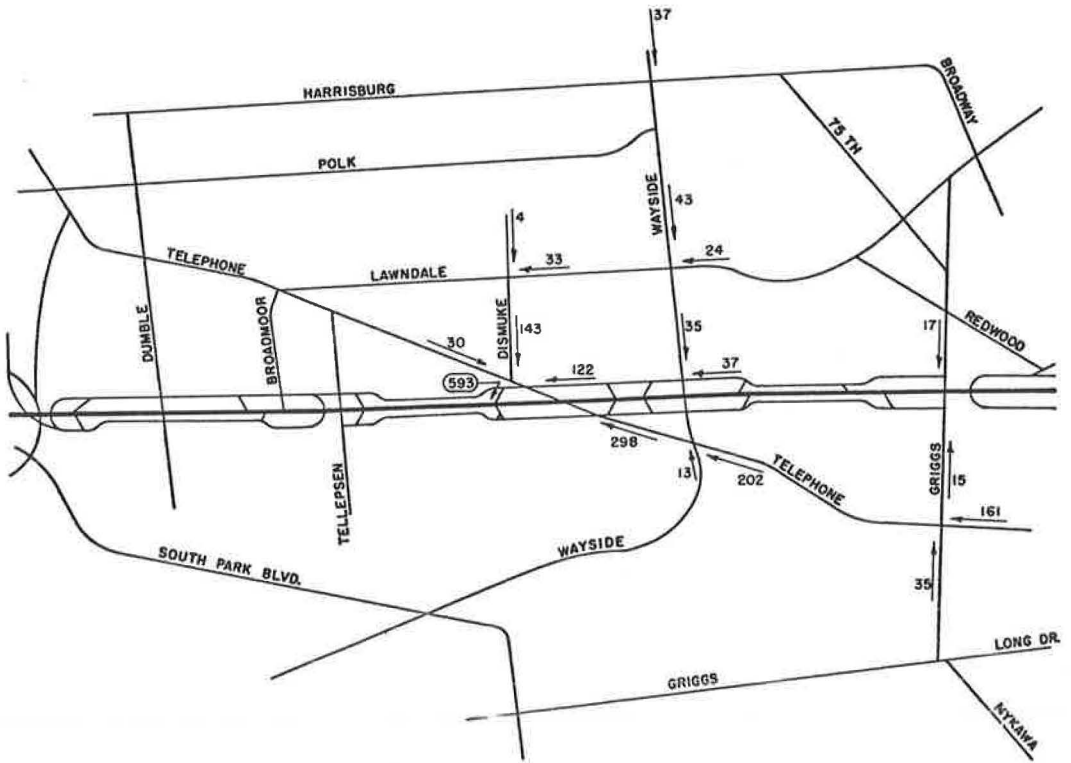 37
HARRISBURG
BROADWAY
75 TH
POLK
WAYSIDE
43
4
24
TELEPHONE
33
LAWNDALE
DUMBLE
BROADMOOR
DISMUKE
143
35
17
REDWOOD
30
593
122
37
298
TELLEPSEN
13
202
TELEPHONE
GRIGGS
15
161
WAYSIDE
SOUTH PARK BLVD.
35
LONG DR.
GRIGGS
MYKAWA